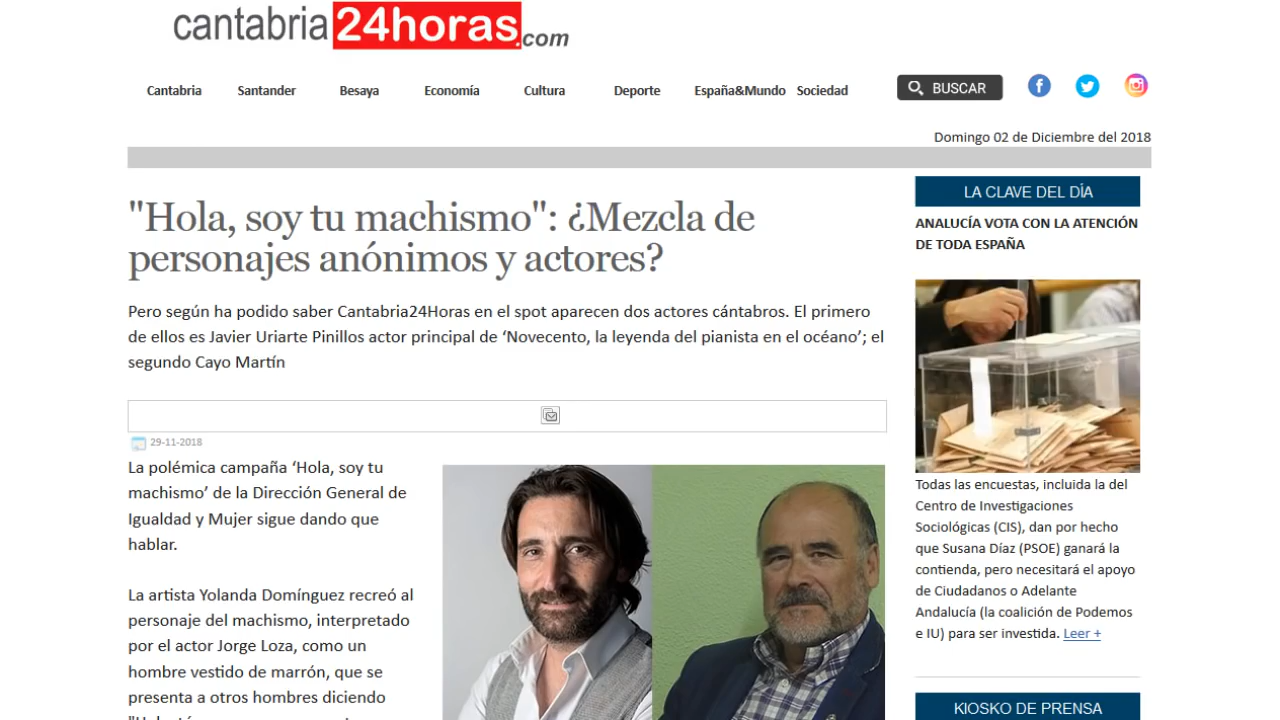 cantabria24horas.com
Cantabria Santander Besaya Economía Cultura Deporte España&Mundo Sociedad BUSCAR
Domingo 02 de Diciembre del 2018
"Hola, soy tu machismo": ¿Mezcla de
personajes anónimos y actores?
Pero según ha podido saber Cantabria24Horas en el spot aparecen dos actores cántabros. El primero
de ellos es Javier Uriarte Pinillos actor principal de ‘Novecento, la leyenda del pianista en el océano’; el
segundo Cayo Martín
29-11-2018
La polémica campaña ‘Hola, soy tu
machismo’ de la Dirección General de
Igualdad y Mujer sigue dando que
hablar.
La artista Yolanda Domínguez recreó al
personaje del machismo, interpretado
por el actor Jorge Loza, como un
hombre vestido de marrón, que se
presenta a otros hombres diciendo
LA CLAVE DEL DÍA
ANALUCÍA VOTA CON LA ATENCIÓN
DE TODA ESPAÑA
Todas las encuestas, incluida la del
Centro de Investigaciones
Sociológicas (CIS), dan por hecho
que Susana Díaz (PSOE) ganará la
contienda, pero necesitará el apoyo
de Ciudadanos o Adelante
Andalucía (la coalición de Podemos
e IU) para ser investida. Leer +
KIOSKO DE PRENSA